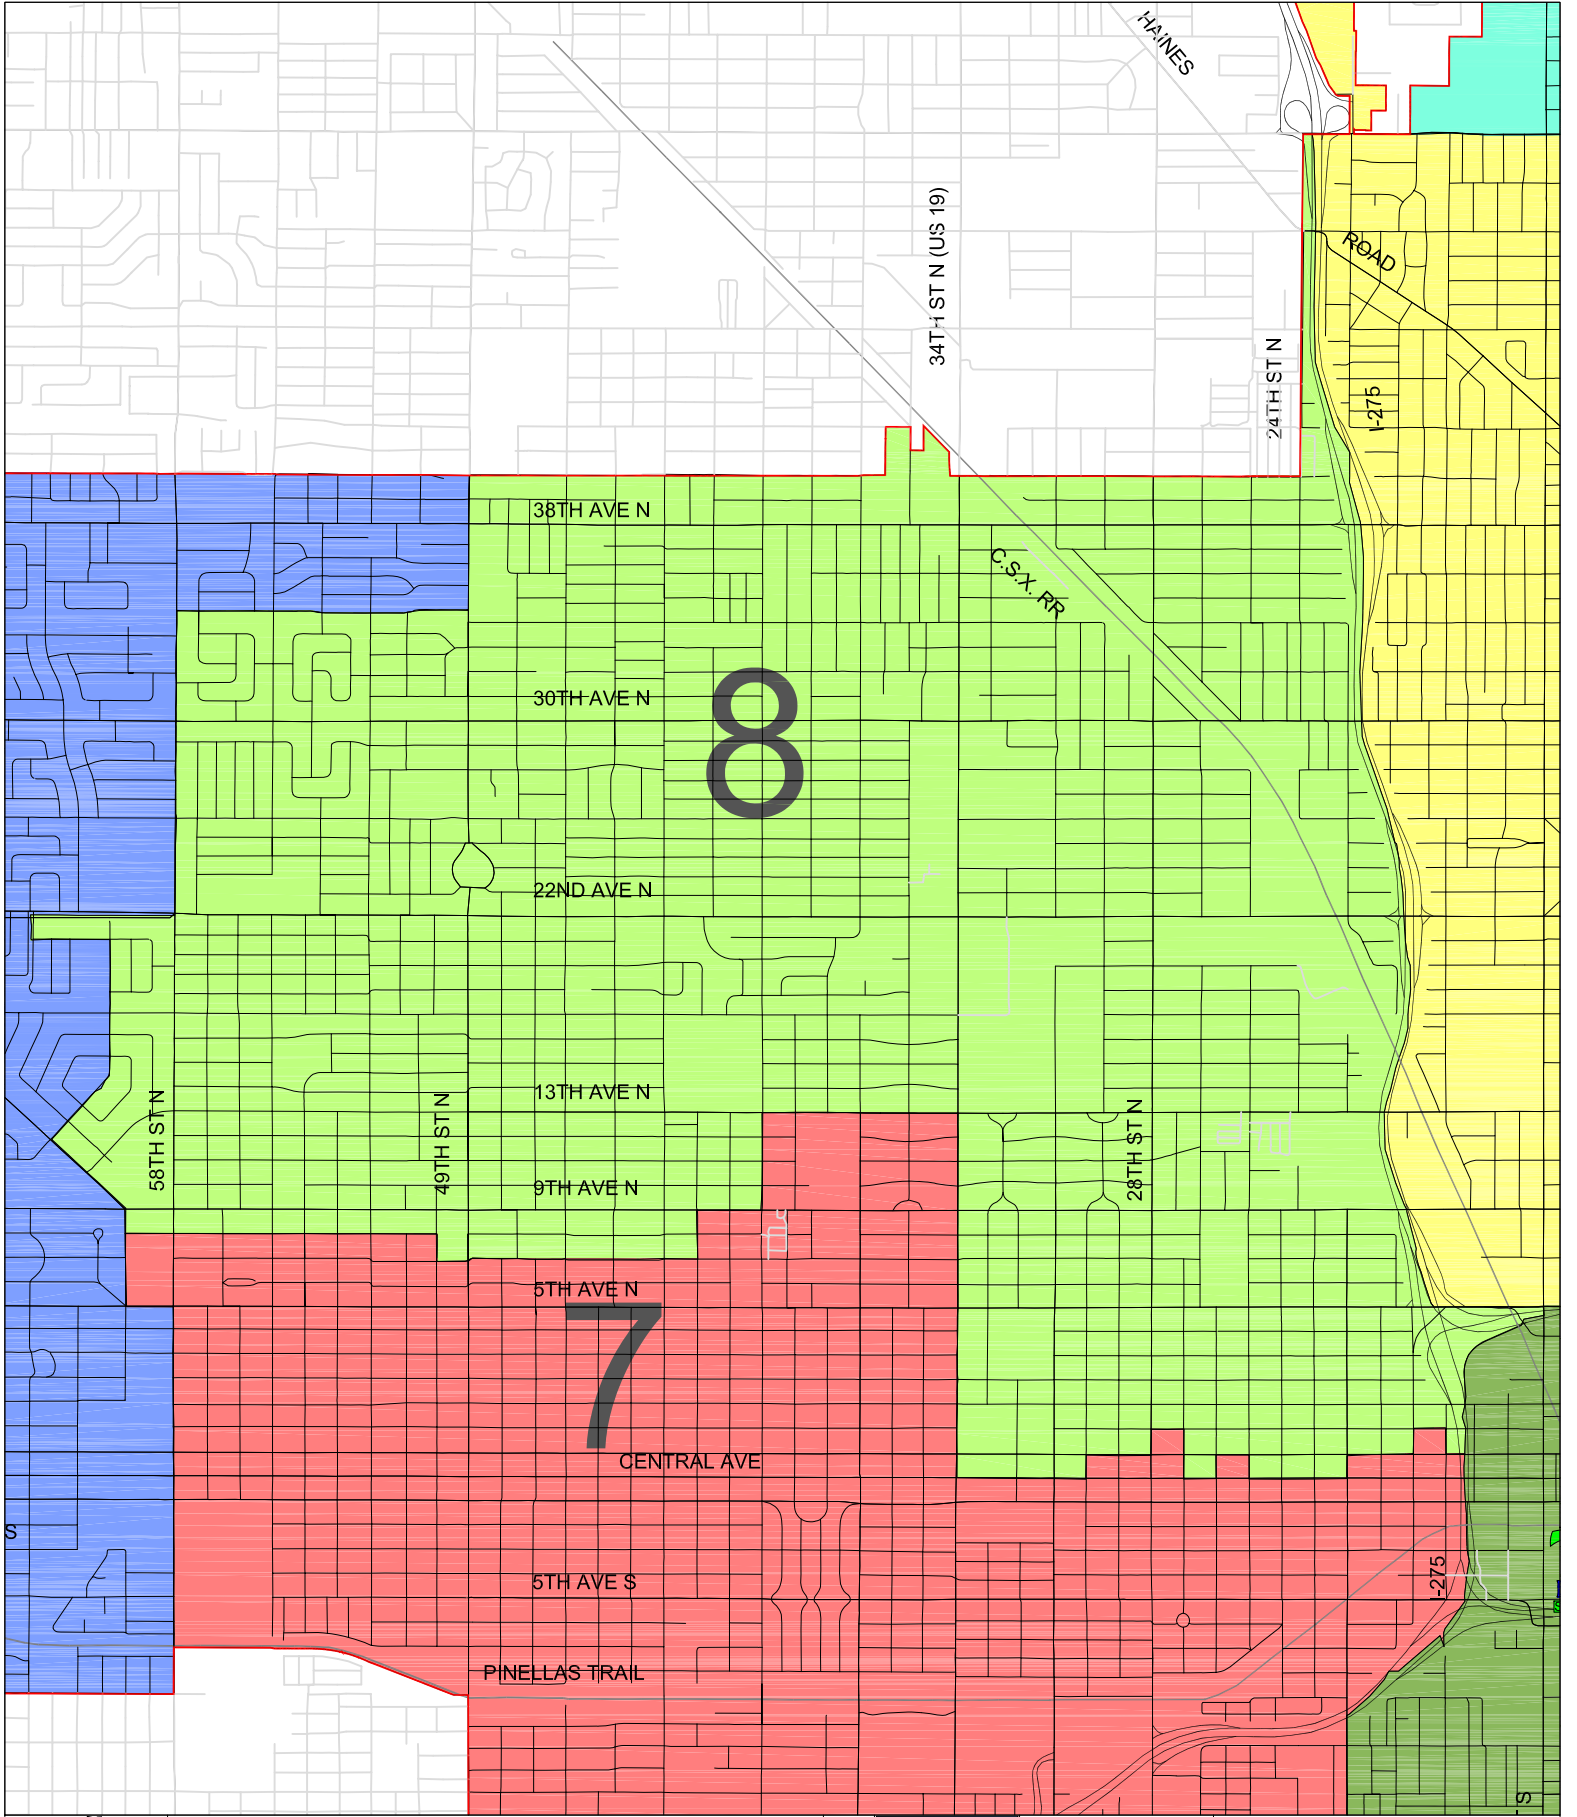 HAINES
34TH ST N (US 19)
ROAD
24TH ST N
I-275
38TH AVE N
C.S.X. RR
30TH AVE N
8
22ND AVE N
13TH AVE N
58TH ST N
49TH ST N
28TH ST N
9TH AVE N
5TH AVE N
7
CENTRAL AVE
S
5TH AVE S
I-275
PINELLAS TRAIL
S